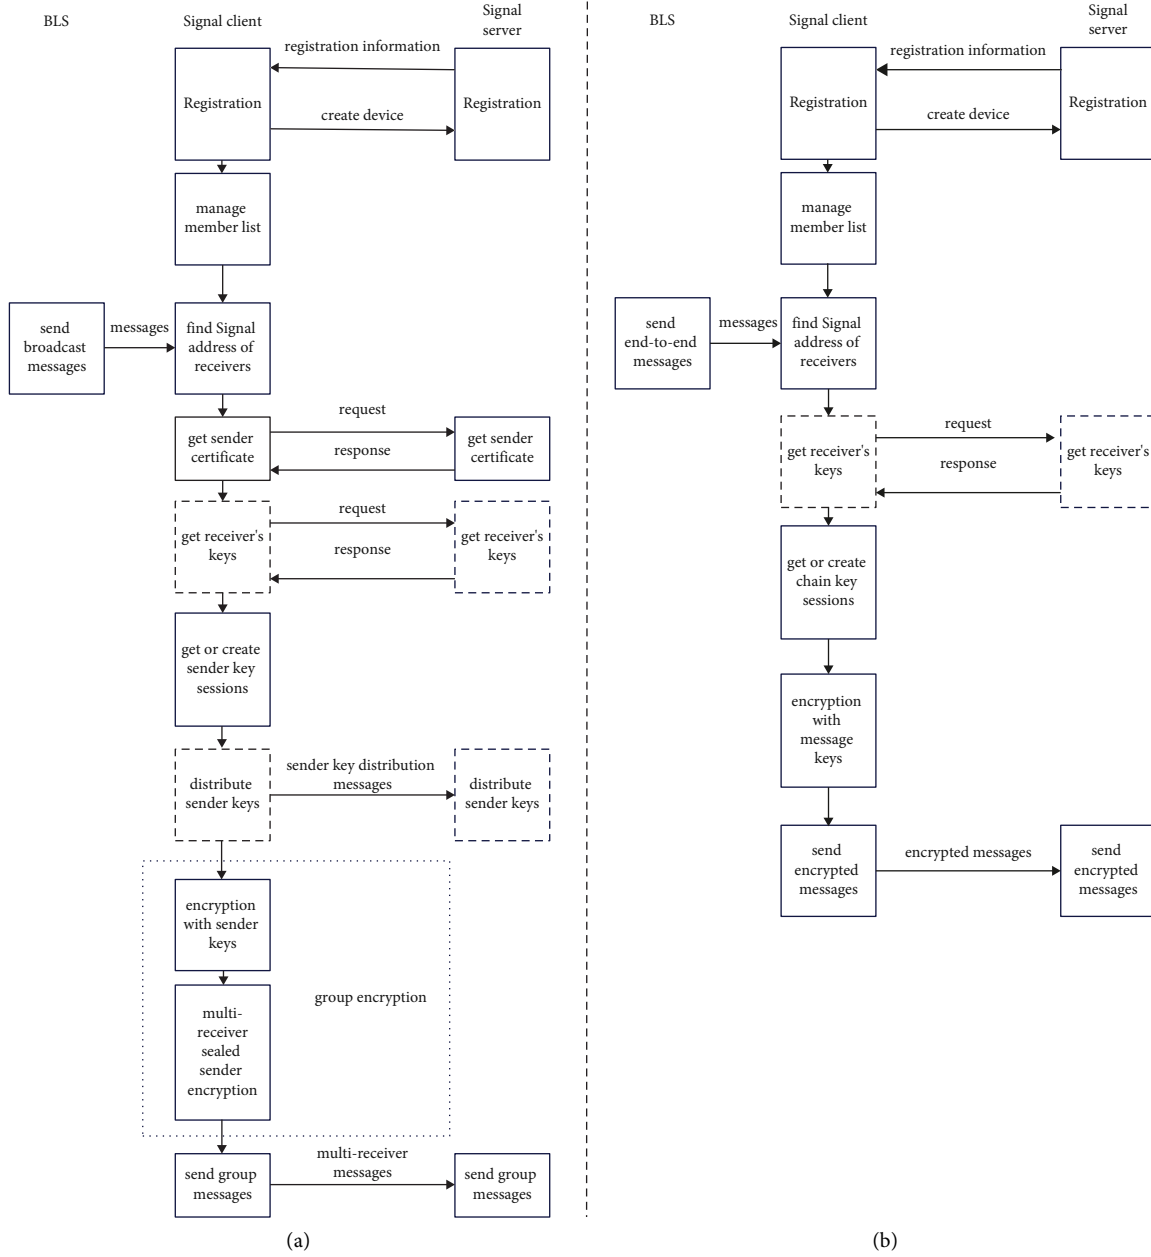 BLS
Signal client
Signal
server
registration information
Registration
Registration
create device
manage
member list
send
broadcast
messages
messages
find Signal
address of
receivers
get sender
certificate
request
response
get sender
certificate
get receiver's
keys
request
response
get receiver's
keys
get or create
sender key
sessions
distribute
sender keys
sender key distribution
messages
distribute
sender keys
encryption
with sender
keys
group encryption
multi-
receiver
sealed
sender
encryption
send group
messages
multi-receiver
messages
send group
messages
(a)
BLS
Signal client
Signal
server
registration information
Registration
Registration
create device
manage
member list
send
end-to-end
messages
messages
find Signal
address of
receivers
get receiver's
keys
request
response
get receiver's
keys
get or create
chain key
sessions
encryption
with
message
keys
send
encrypted
messages
encrypted messages
send
encrypted
messages
(b)